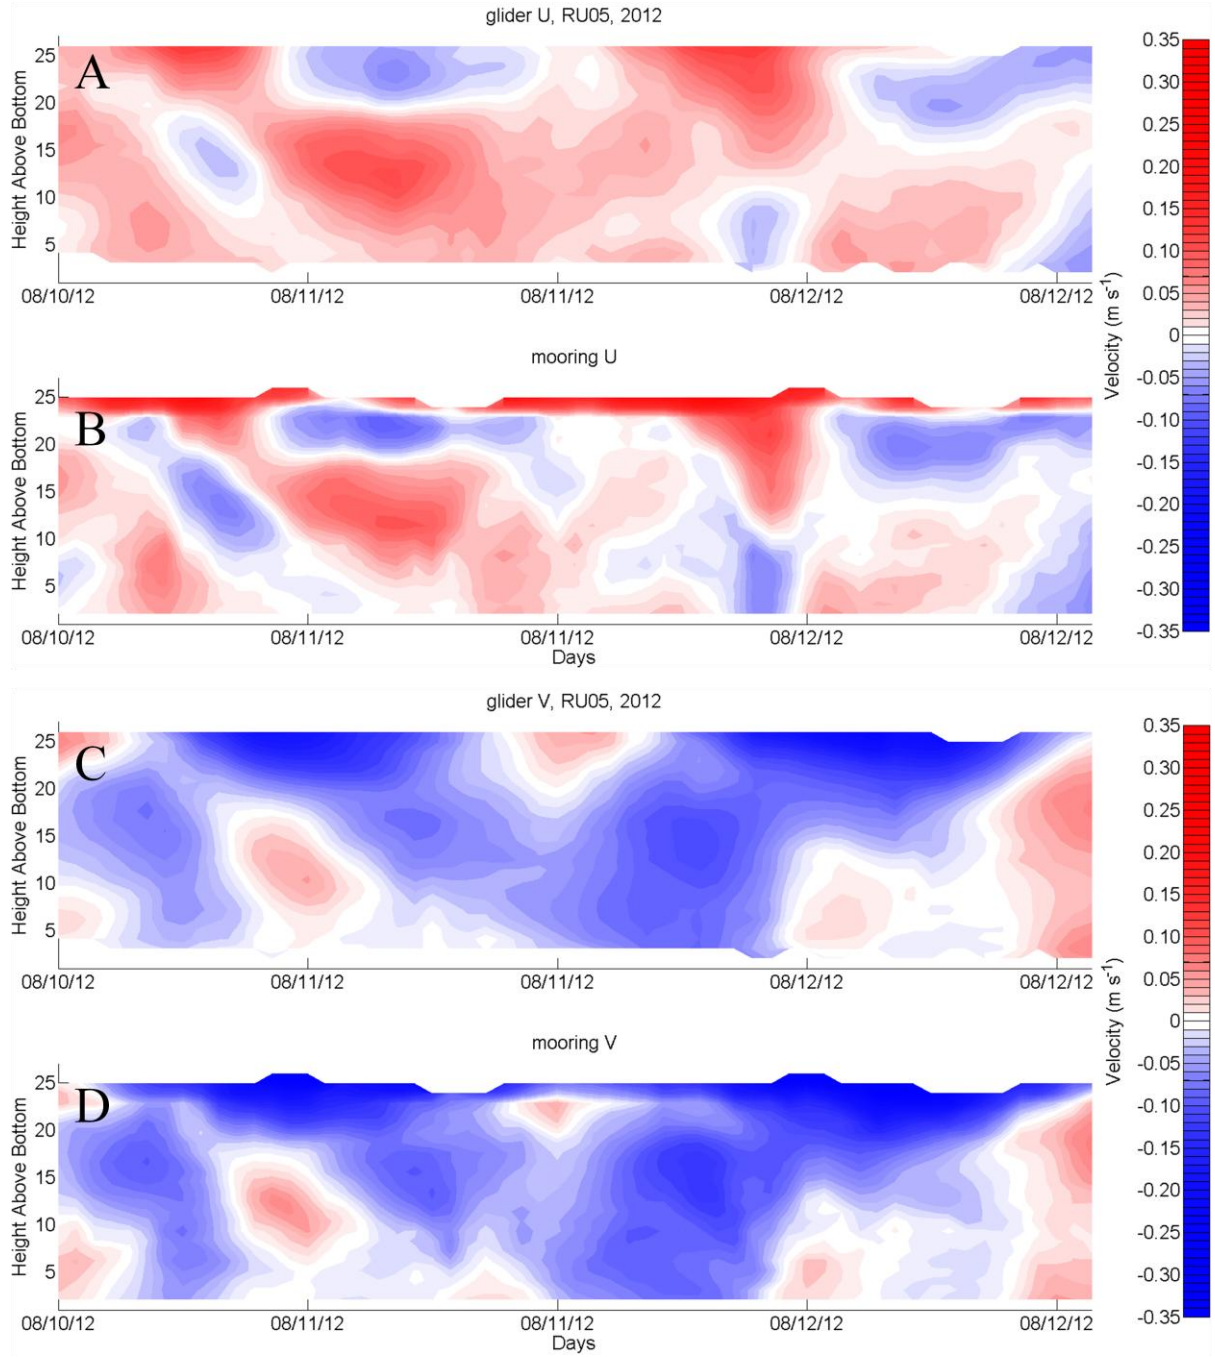 glider U, RU05, 2012
A
Height Above Bottom
25
20
15
10
5
08/10/12 08/11/12 08/11/12 08/12/12 08/12/12
mooring U
B
Height Above Bottom
25
20
15
10
5
08/10/12 08/11/12 08/11/12 08/12/12 08/12/12
Days
0.35
0.30
0.25
0.20
0.15
0.10
0.05
0
-0.05
-0.10
-0.15
-0.20
-0.25
-0.30
-0.35
Velocity (m s-1)
glider V, RU05, 2012
C
Height Above Bottom
25
20
15
10
5
08/10/12 08/11/12 08/11/12 08/12/12 08/12/12
mooring V
D
Height Above Bottom
25
20
15
10
5
08/10/12 08/11/12 08/11/12 08/12/12 08/12/12
Days
0.35
0.30
0.25
0.20
0.15
0.10
0.05
0
-0.05
-0.10
-0.15
-0.20
-0.25
-0.30
-0.35
Velocity (m s-1)